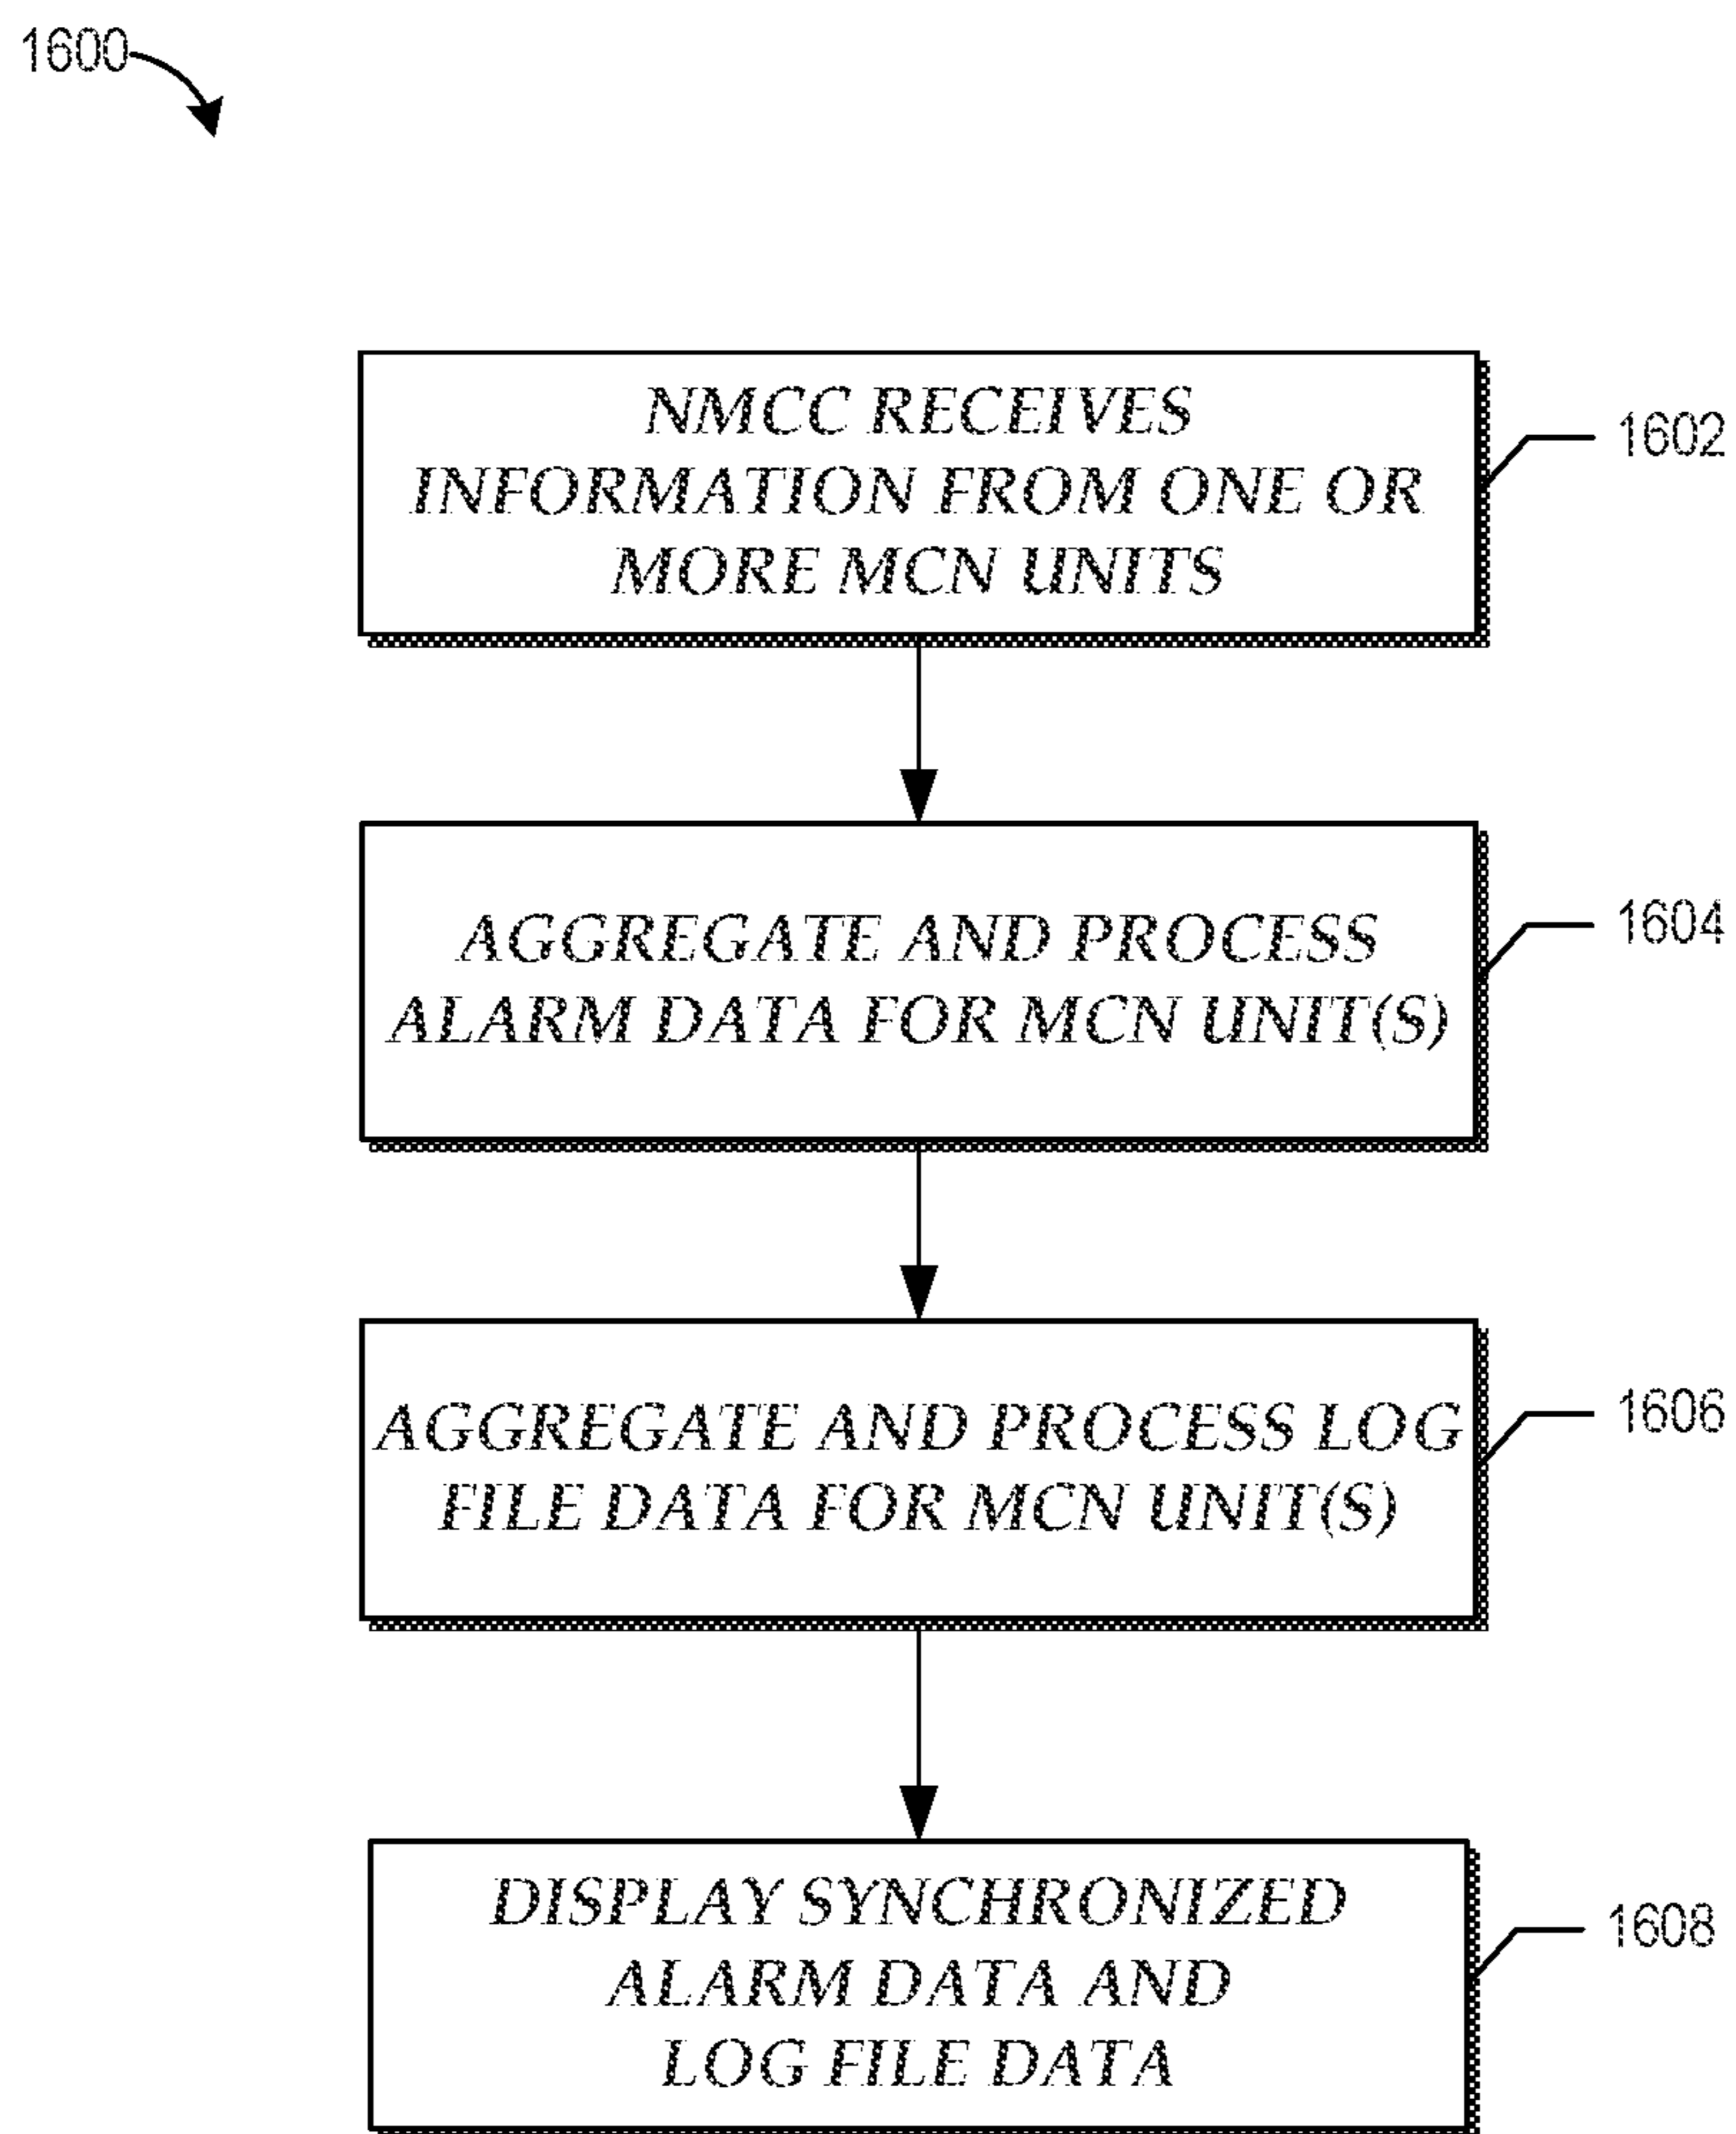 1600
NMCC RECEIVES
INFORMATION FROM ONE OR
MORE MCN UNITS
1602
AGGREGATE AND PROCESS
ALARM DATA FOR MCN UNIT(S)
1604
AGGREGATE AND PROCESS LOG
FILE DATA FOR MCN UNIT(S)
1606
DISPLAY SYNCHRONIZED
ALARM DATA AND
LOG FILE DATA
1608